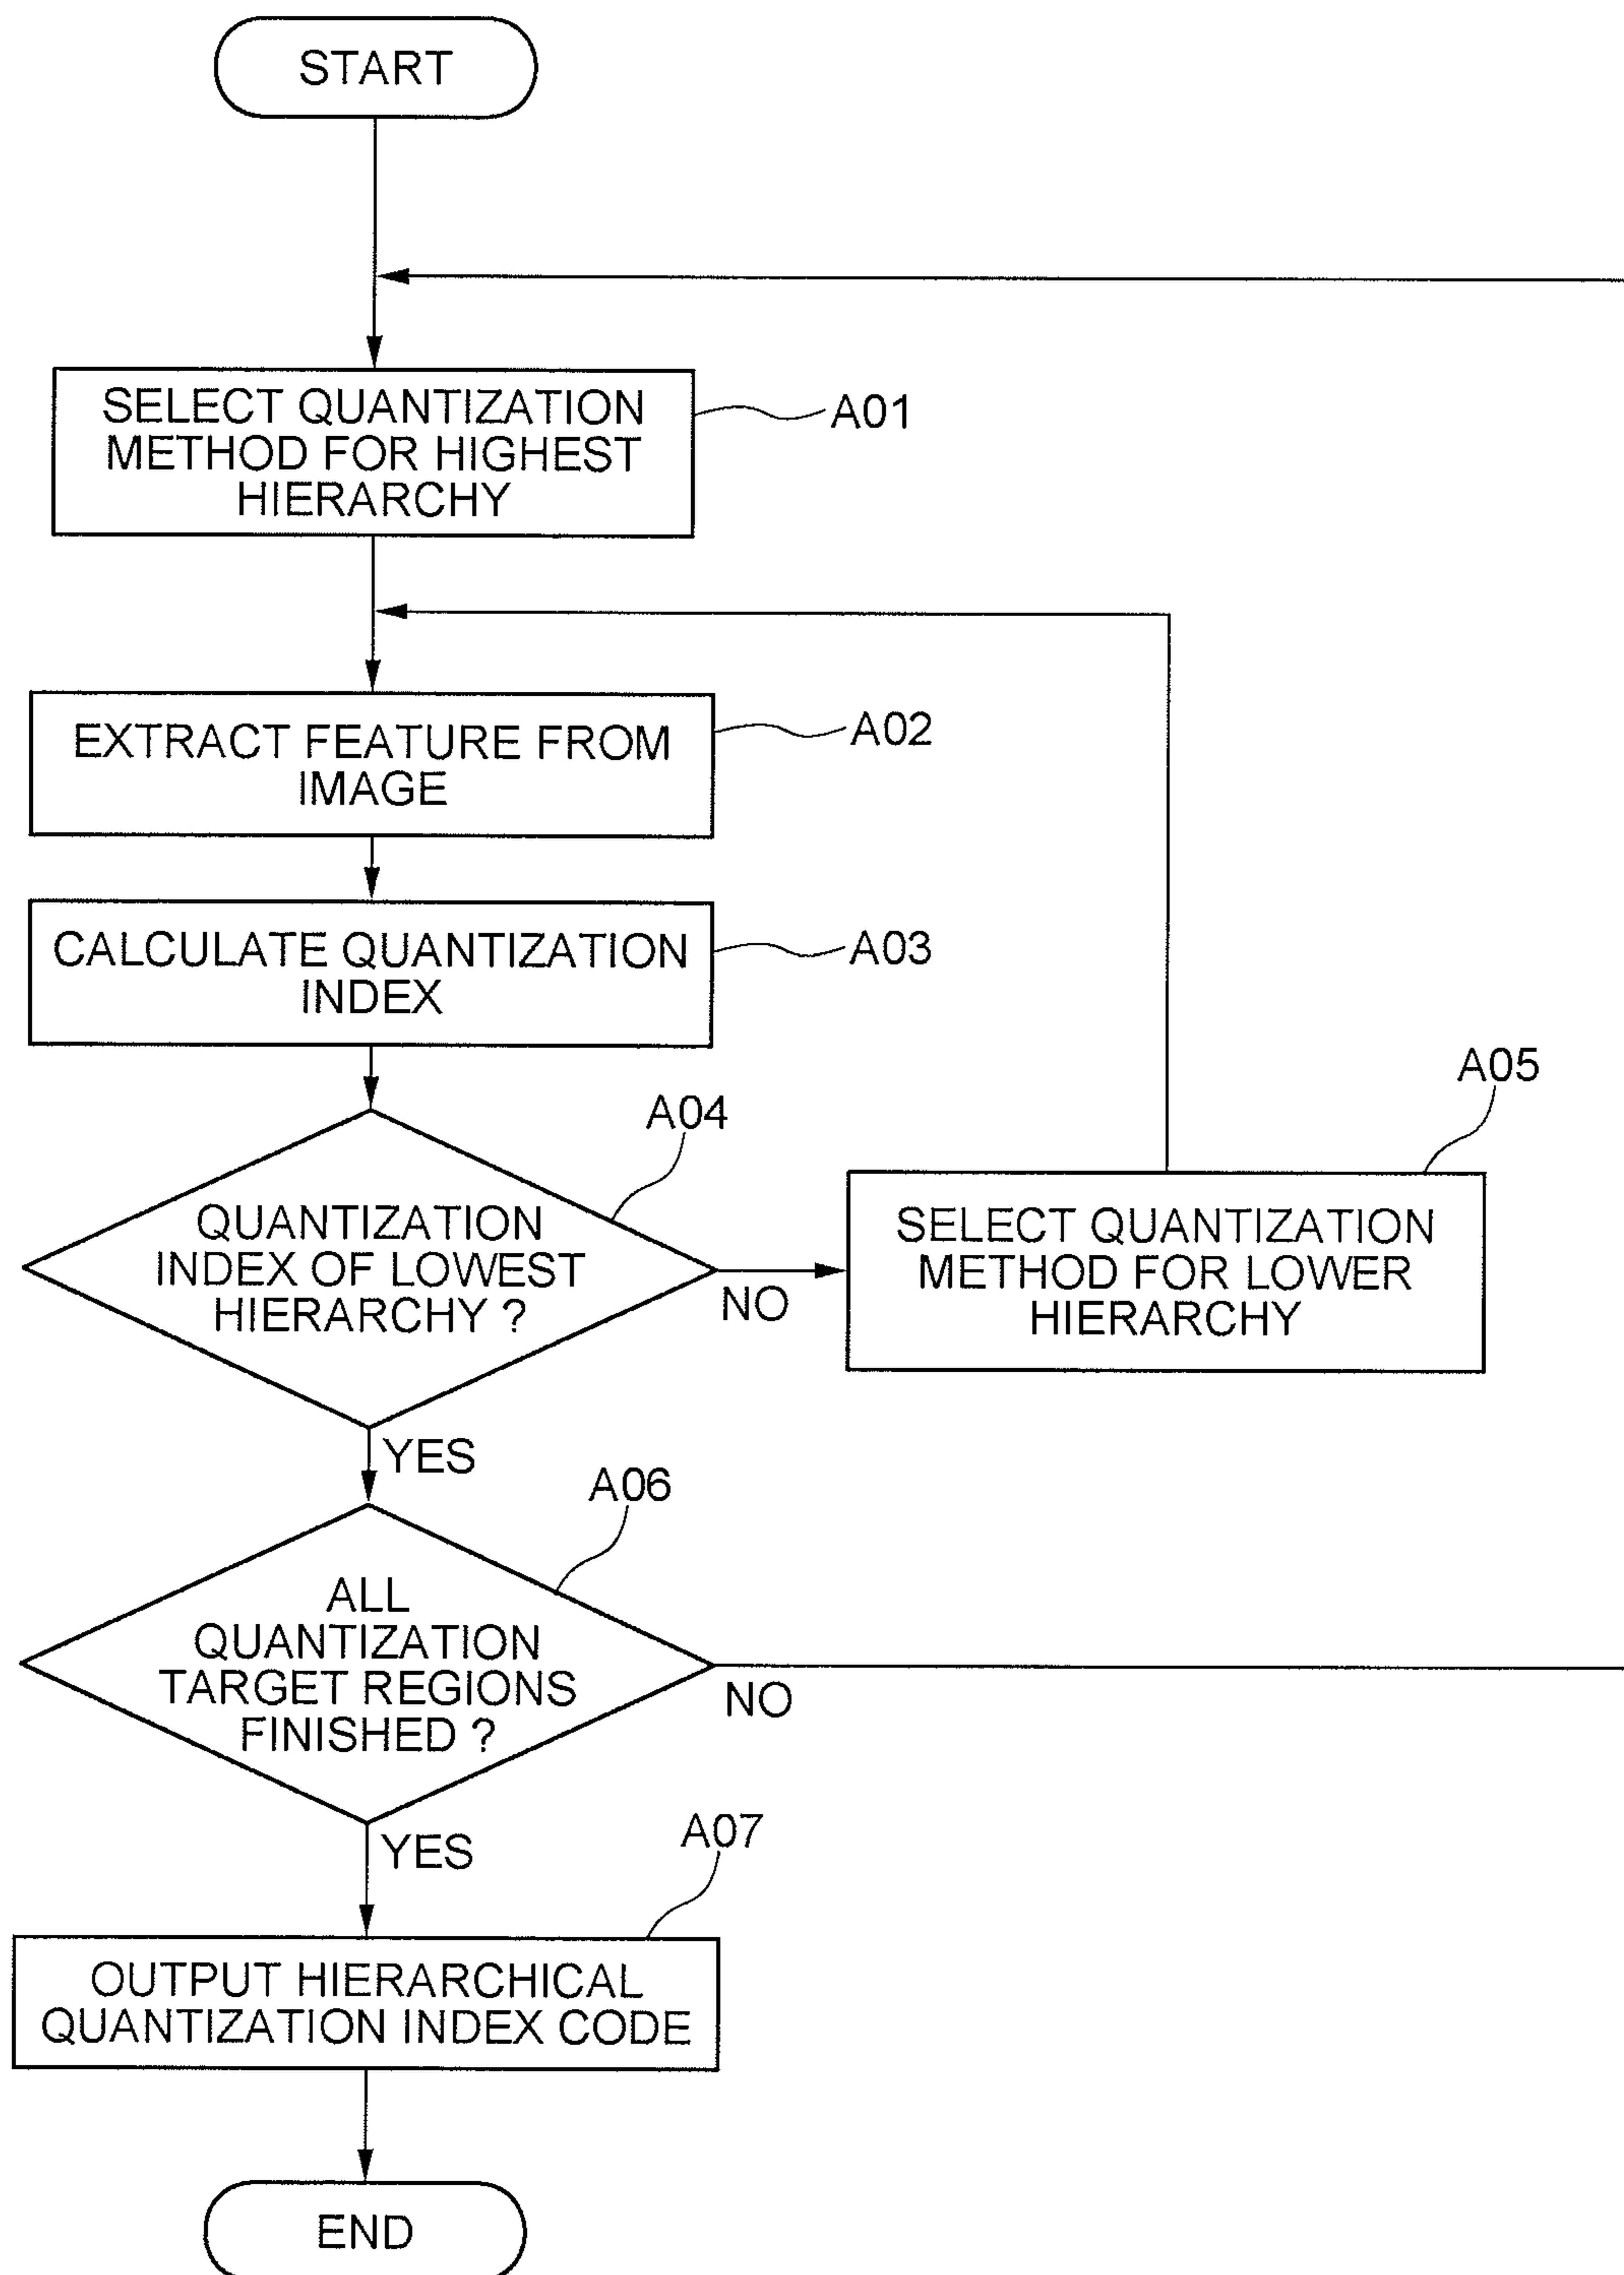 START
SELECT QUANTIZATION
METHOD FOR HIGHEST
HIERARCHY
A01
EXTRACT FEATURE FROM
IMAGE
A02
CALCULATE QUANTIZATION
INDEX
A03
A04
QUANTIZATION
INDEX OF LOWEST
HIERARCHY ?
NO
A05
SELECT QUANTIZATION
METHOD FOR LOWER
HIERARCHY
YES
A06
ALL
QUANTIZATION
TARGET REGIONS
FINISHED ?
NO
YES
A07
OUTPUT HIERARCHICAL
QUANTIZATION INDEX CODE
END